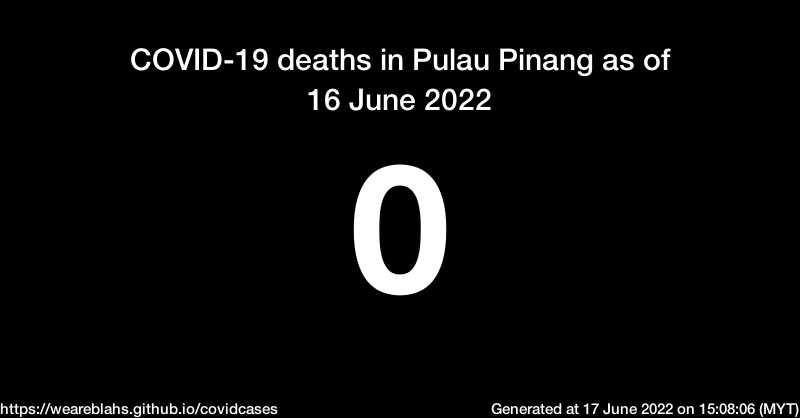 COVID-19 deaths in Pulau Pinang as of
16 June 2022
0
https://weareblahs.github.io/covidcases
Generated at 17 June 2022 on 15:08:06 (MYT)